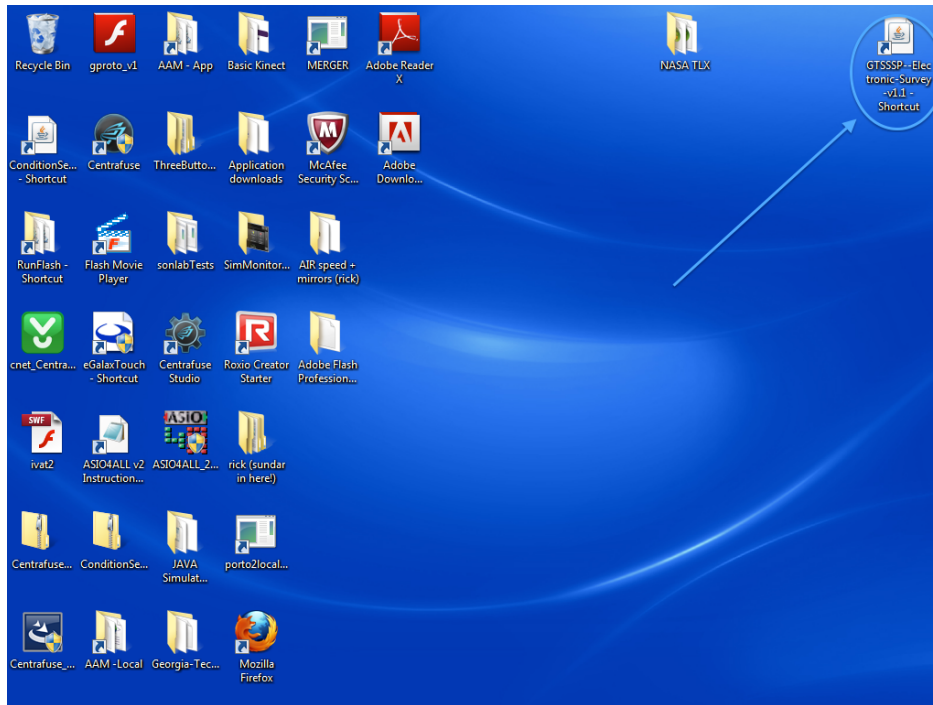 Recycle Bin
gproto_v1
AAM - App
Basic Kinect
MERGER
Adobe Reader
X
NASA TLX
GTSSSP--Elec
tronic-Survey
-v1.1 -
Shortcut
ConditionSe...
- Shortcut
Centrafuse
ThreeButto...
Application
downloads
McAfee
Security Sc...
Adobe
Downlo...
RunFlash -
Shortcut
Flash Movie
Player
sonlabTests
SimMonitor...
AIR speed +
mirrors (rick)
cnet_Centra...
eGalaxTouch
- Shortcut
Centrafuse
Studio
Roxio Creator
Starter
Adobe Flash
Profession...
SWF
ivat2
ASIO4ALL v2
Instruction...
ASIO
ASIO4ALL_2...
rick (sundar
in here!)
Centrafuse...
ConditionSe...
JAVA
Simulat...
porto2local...
Centrafuse_...
AAM -Local
Georgia-Tec...
Mozilla
Firefox